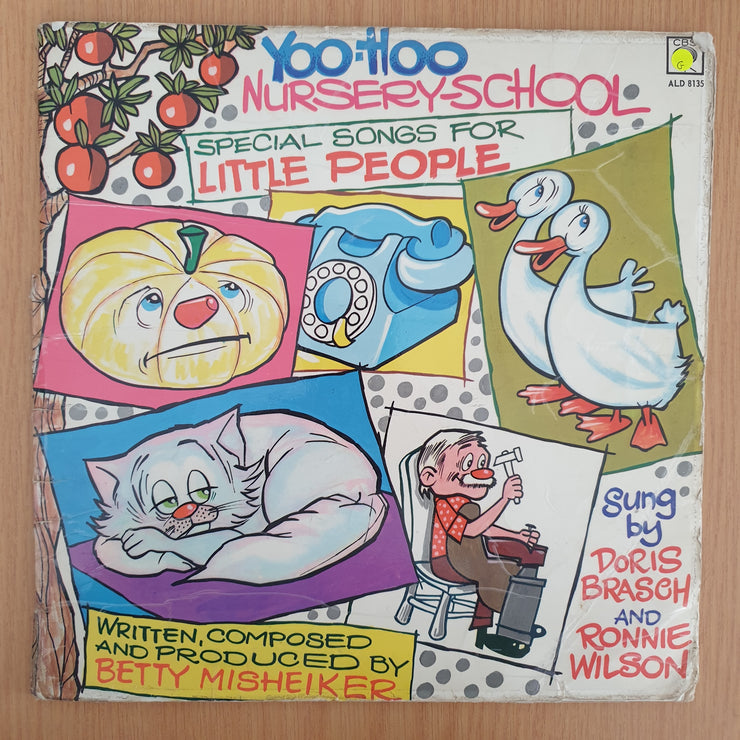 YOO-HOO
NURSERY-SCHOOL
CBS
G
ALD 8135
SPECIAL SONGS FOR
LITTLE PEOPLE
Sung
by
DORIS
BRASCH
AND
RONNIE
WILSON
WRITTEN, COMPOSED
AND PRODUCED BY
BETTY MISHEIKER